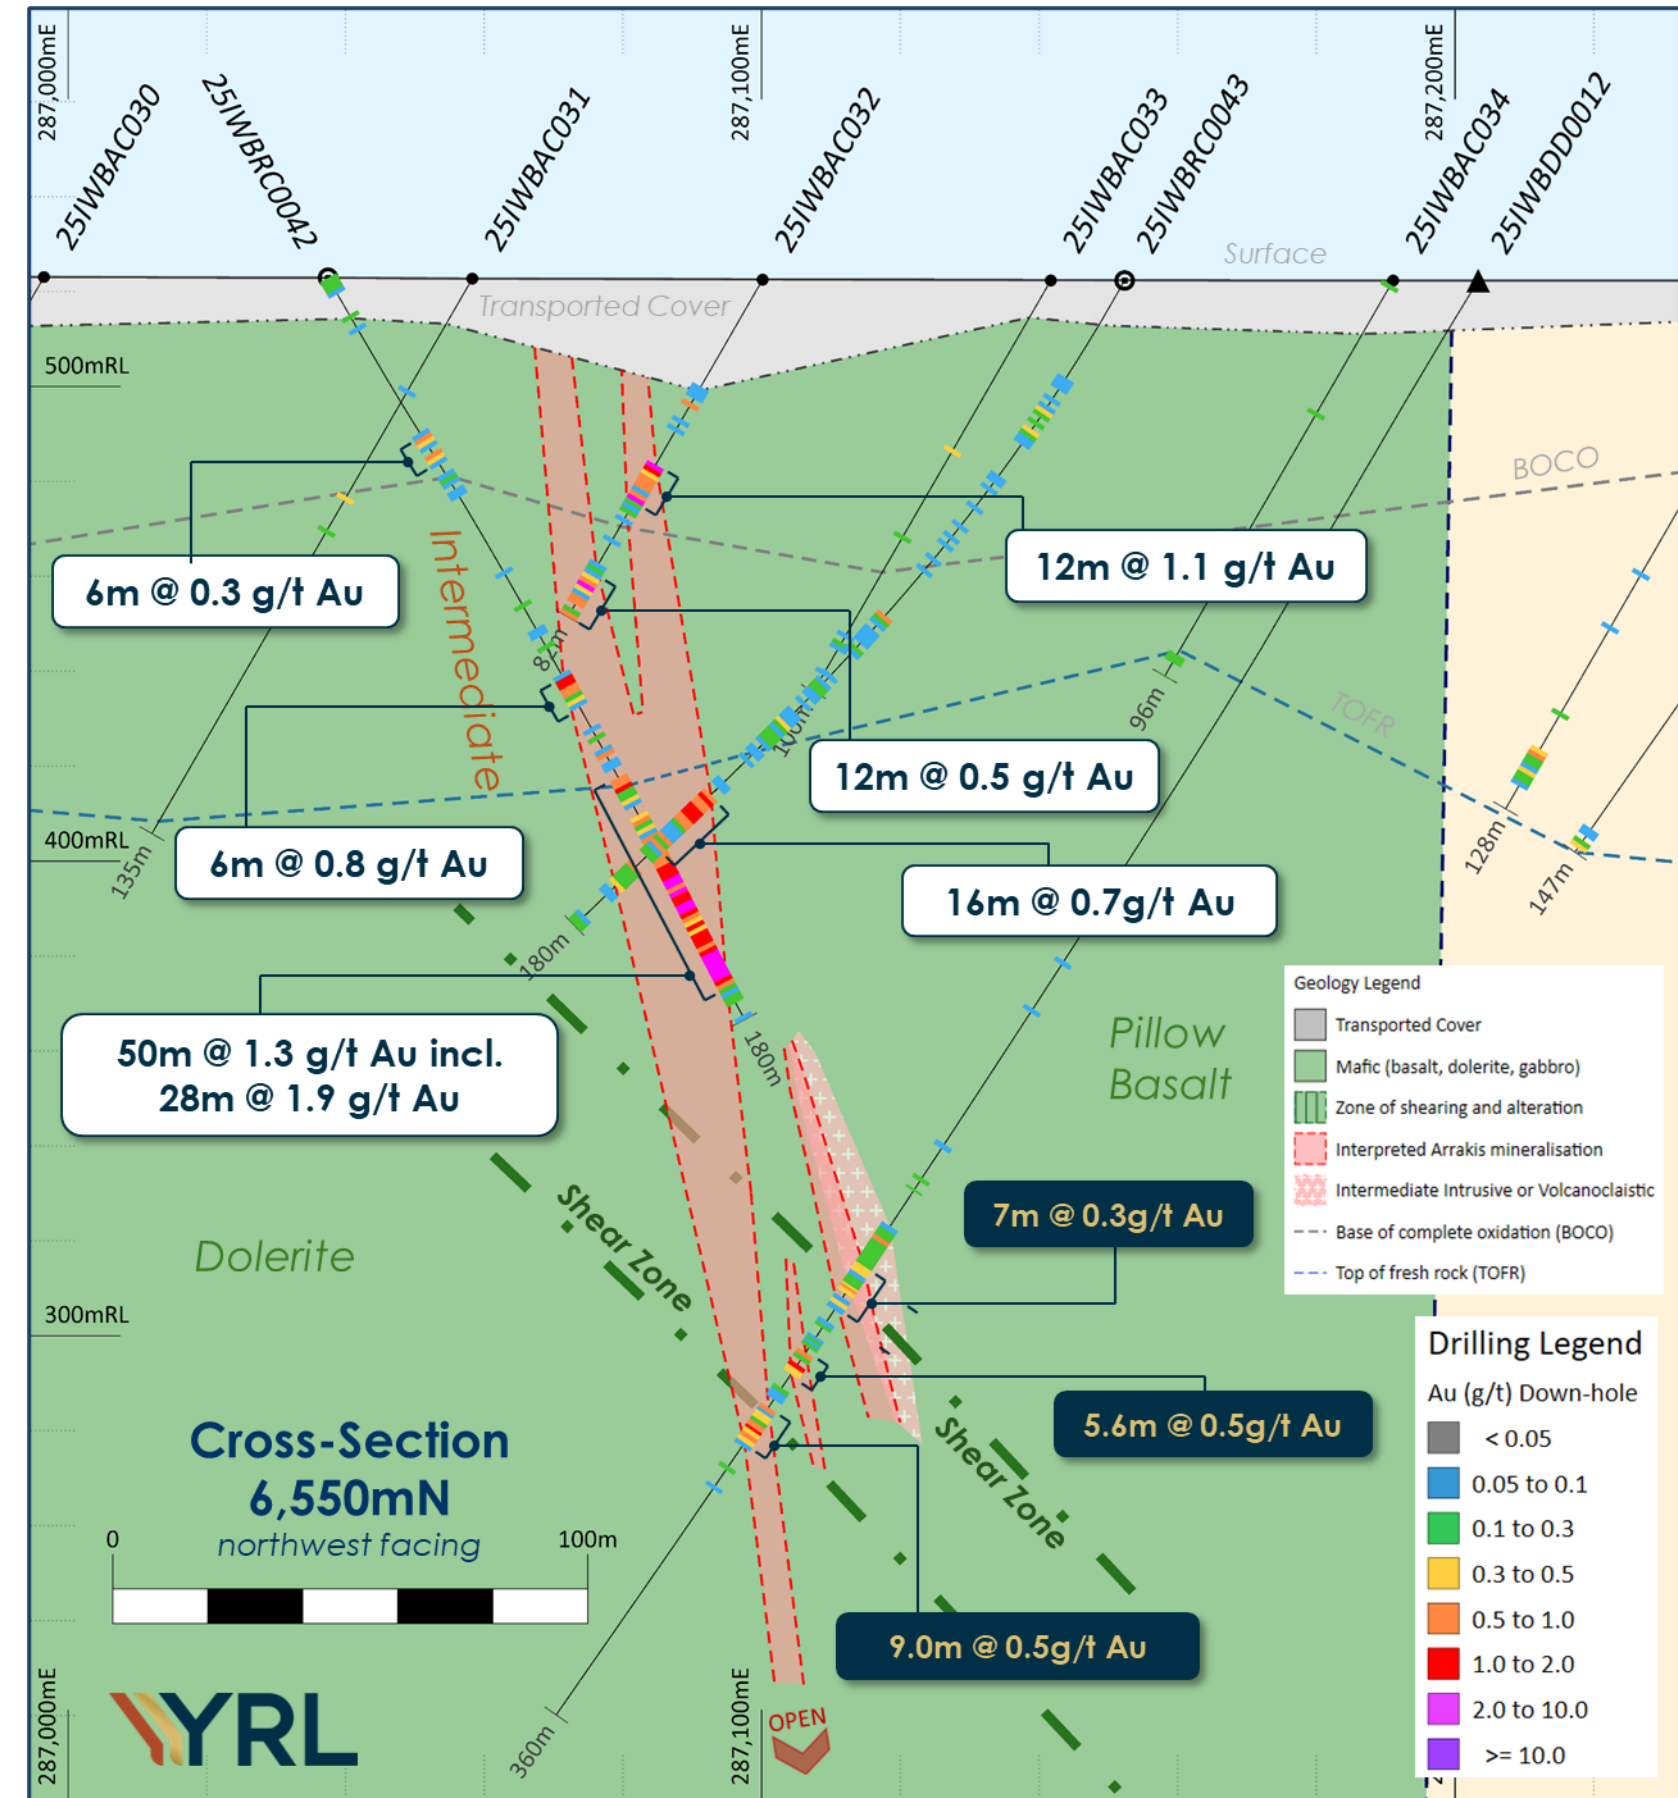 287,000mE
287,100mE
287,200mE
25IWBAC030
25IWBRC0042
25IWBAC031
25IWBAC032
25IWBAC033
25IWBRC0043
25IWBAC034
25IWBDD0012
Surface
Transported Cover
500mRL
BOCO
12m @ 1.1 g/t Au
6m @ 0.3 g/t Au
Intermediate
82m
96m
TOFR
100m
12m @ 0.5 g/t Au
400mRL
135m
6m @ 0.8 g/t Au
128m
147m
16m @ 0.7g/t Au
180m
50m @ 1.3 g/t Au incl.
28m @ 1.9 g/t Au
180m
Pillow
Basalt
Geology Legend
Transported Cover
Mafic (basalt, dolerite, gabbro)
Zone of shearing and alteration
Interpreted Arrakis mineralisation
Intermediate Intrusive or Volcanoclaistic
Base of complete oxidation (BOCO)
Top of fresh rock (TOFR)
7m @ 0.3g/t Au
Shear Zone
Dolerite
300mRL
5.6m @ 0.5g/t Au
Shear Zone
Drilling Legend
Au (g/t) Down-hole
< 0.05
0.05 to 0.1
0.1 to 0.3
0.3 to 0.5
0.5 to 1.0
1.0 to 2.0
2.0 to 10.0
>= 10.0
Cross-Section
6,550mN
northwest facing
0
100m
9.0m @ 0.5g/t Au
YRL
360m
OPEN
287,000mE
287,100mE